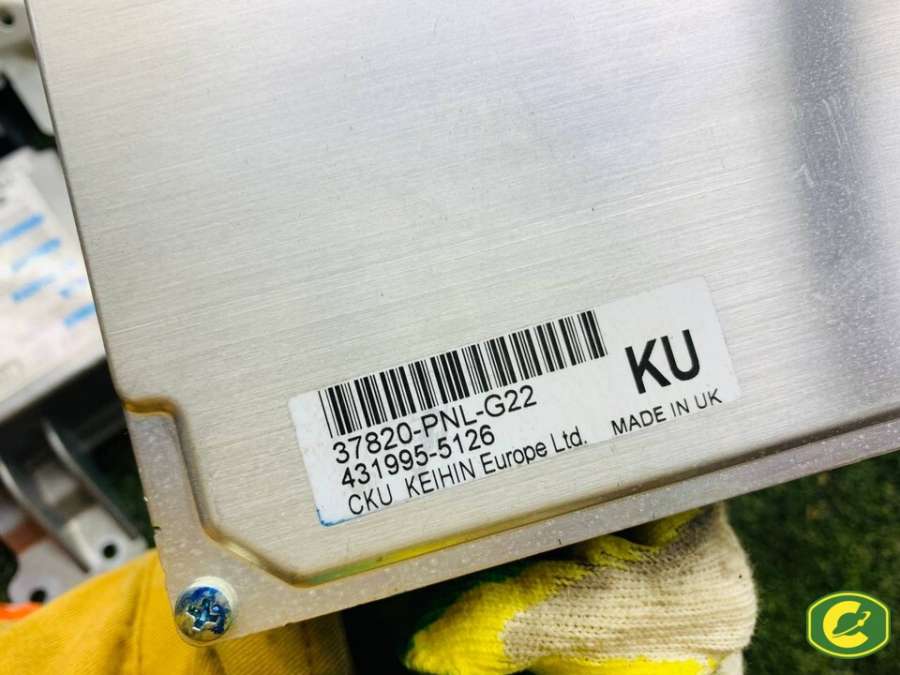 37820-PNL-G22
431995-5126
CKU KEIHIN Europe Ltd.
KU
MADE IN UK